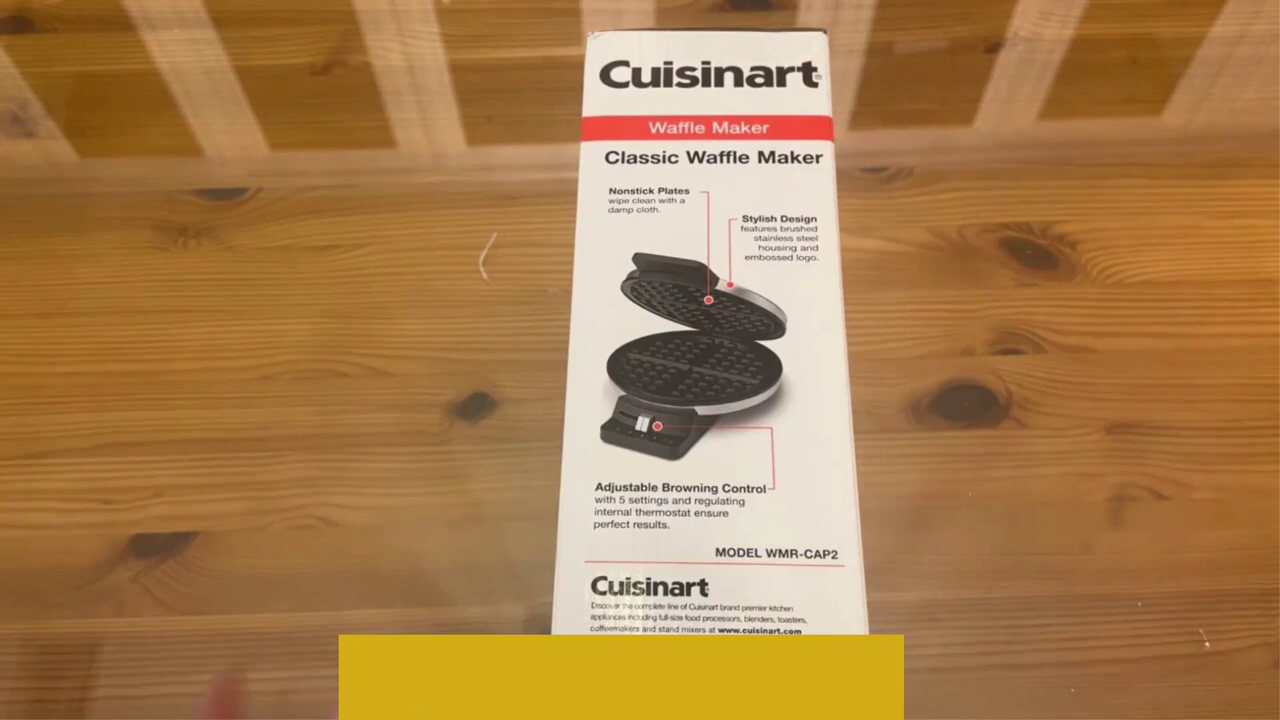 Cuisinart®
Waffle Maker
Classic Waffle Maker
Nonstick Plates
wipe clean with a
damp cloth.
Stylish Design
features brushed
stainless steel
housing and
embossed logo.
Adjustable Browning Control
with 5 settings and regulating
internal thermostat ensure
perfect results.
MODEL WMR-CAP2
Cuisinart
Discover the complete line of Cuisinart brand premier kitchen
appliances including full-size food processors, blenders, toasters,
coffeemakers and stand mixers at www.cuisinart.com